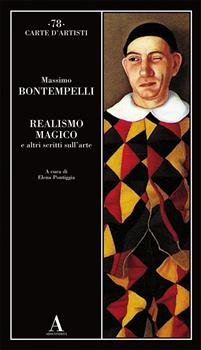 ·78·
CARTE D'ARTISTI
Massimo
BONTEMPELLI
REALISMO
MAGICO
e altri scritti sull'arte
A cura di
Elena Pontiggia
A
ABSCONDITA